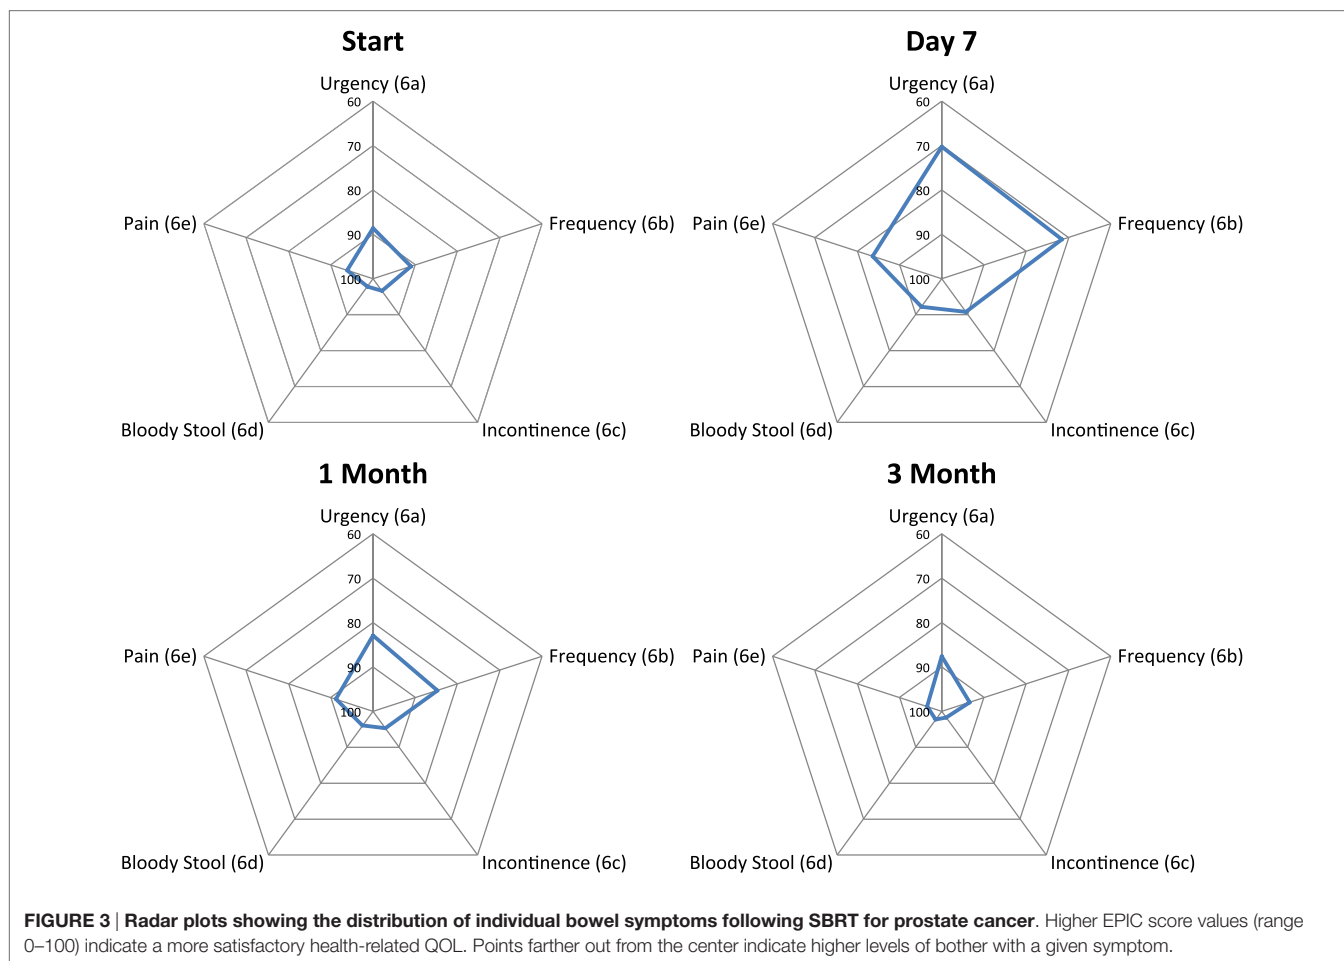 Start
Urgency (6a)
60
70
80
90
100
Pain (6e)
Frequency (6b)
Bloody Stool (6d)
Incontinence (6c)
Day 7
Urgency (6a)
60
70
80
90
100
Pain (6e)
Frequency (6b)
Bloody Stool (6d)
Incontinence (6c)
1 Month
Urgency (6a)
60
70
80
90
100
Pain (6e)
Frequency (6b)
Bloody Stool (6d)
Incontinence (6c)
3 Month
Urgency (6a)
60
70
80
90
100
Pain (6e)
Frequency (6b)
Bloody Stool (6d)
Incontinence (6c)
FIGURE 3 | Radar plots showing the distribution of individual bowel symptoms following SBRT for prostate cancer. Higher EPIC score values (range
0–100) indicate a more satisfactory health-related QOL. Points farther out from the center indicate higher levels of bother with a given symptom.